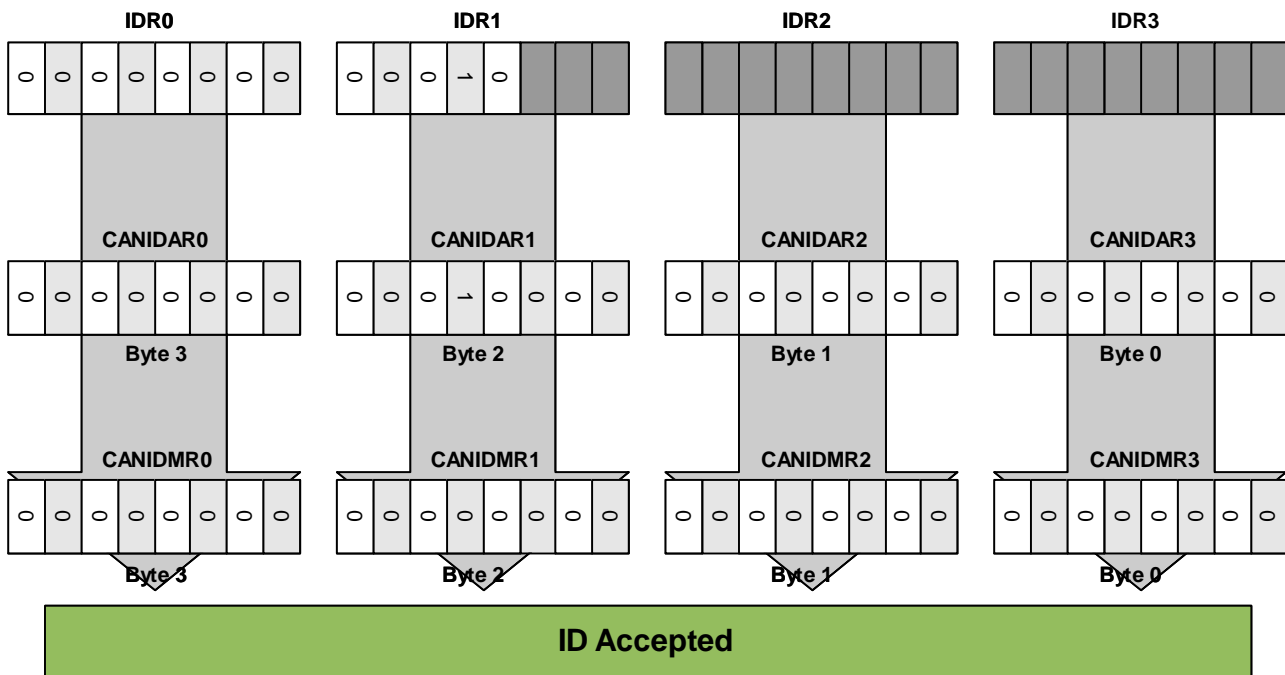 IDR0 IDR1 IDR2 IDR3
0 0 0 0 0 0 0 0 0 0 0 1 0
CANIDAR0 CANIDAR1 CANIDAR2 CANIDAR3
0 0 0 0 0 0 0 0 0 0 0 1 0 0 0 0 0 0 0 0 0 0 0 0 0 0 0 0 0 0 0 0
Byte 3 Byte 2 Byte 1 Byte 0
CANIDMR0 CANIDMR1 CANIDMR2 CANIDMR3
0 0 0 0 0 0 0 0 0 0 0 0 0 0 0 0 0 0 0 0 0 0 0 0 0 0 0 0 0 0 0 0
Byte 3 Byte 2 Byte 1 Byte 0
ID Accepted